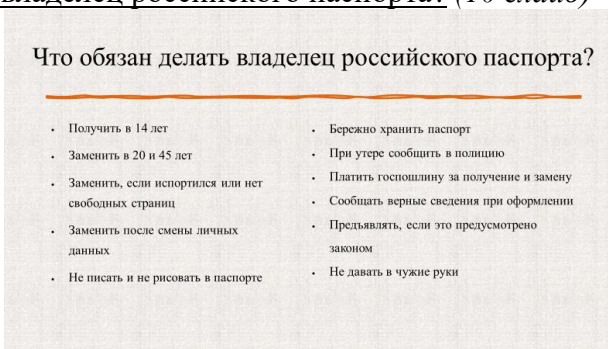 владелец российского паспорта?
Что обязан делать владелец российского паспорта?
• Получить в 14 лет
• Заменить в 20 и 45 лет
• Заменить, если испортился или нет
свободных страниц
• Заменить после смены личных
данных
• Не писать и не рисовать в паспорте
• Бережно хранить паспорт
• При утере сообщить в полицию
• Платить госпошлину за получение и замену
• Сообщать верные сведения при оформлении
• Предъявлять, если это предусмотрено
законом
• Не давать в чужие руки